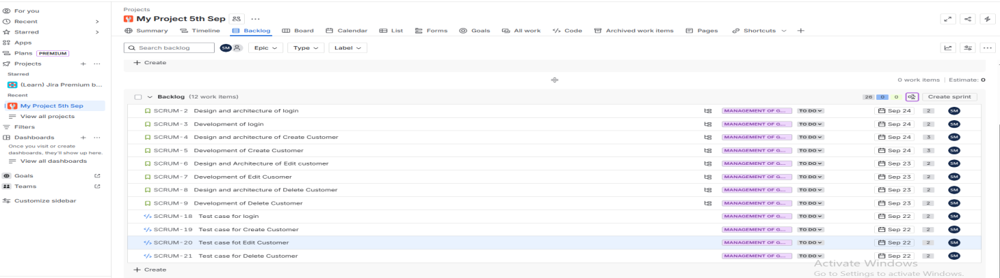 For you
Recent
Starred
Apps
Plans PREMIUM
Projects
Starred
(Learn) Jira Premium b...
Recent
My Project 5th Sep
View all projects
Filters
Dashboards
Once you visit or create
dashboards, they'll show up here.
View all dashboards
Goals
Teams
Customize sidebar
Projects
My Project 5th Sep
Summary Timeline Backlog Board Calendar List Forms Goals All work Code Archived work items Pages Shortcuts
Search backlog SM Epic Type Label
Create
0 work items Estimate: 0
Backlog (12 work items) 26 0 0 Create sprint
SCRUM-2 Design and architecture of login MANAGEMENT OF G... TO DO Sep 24 2 SM
SCRUM-3 Development of login MANAGEMENT OF G... TO DO Sep 24 2 SM
SCRUM-4 Design and architecture of Create Customer MANAGEMENT OF G... TO DO Sep 24 3 SM
SCRUM-5 Development of Create Customer MANAGEMENT OF G... TO DO Sep 24 3 SM
SCRUM-6 Design and Architecture of Edit customer MANAGEMENT OF G... TO DO Sep 23 2 SM
SCRUM-7 Development of Edit Cusomer MANAGEMENT OF G... TO DO Sep 23 2 SM
SCRUM-8 Design and architecture of Delete Customer MANAGEMENT OF G... TO DO Sep 23 2 SM
SCRUM-9 Development of Delete Customer MANAGEMENT OF G... TO DO Sep 23 2 SM
SCRUM-18 Test case for login MANAGEMENT OF G... TO DO Sep 22 2 SM
SCRUM-19 Test case for Create Customer MANAGEMENT OF G... TO DO Sep 22 2 SM
SCRUM-20 Test case fot Edit Customer MANAGEMENT OF G... TO DO Sep 22 2 SM
SCRUM-21 Test case for Delete Customer MANAGEMENT OF G... TO DO Sep 22 2 SM
Create
Activate Windows
Go to Settings to activate Windows.